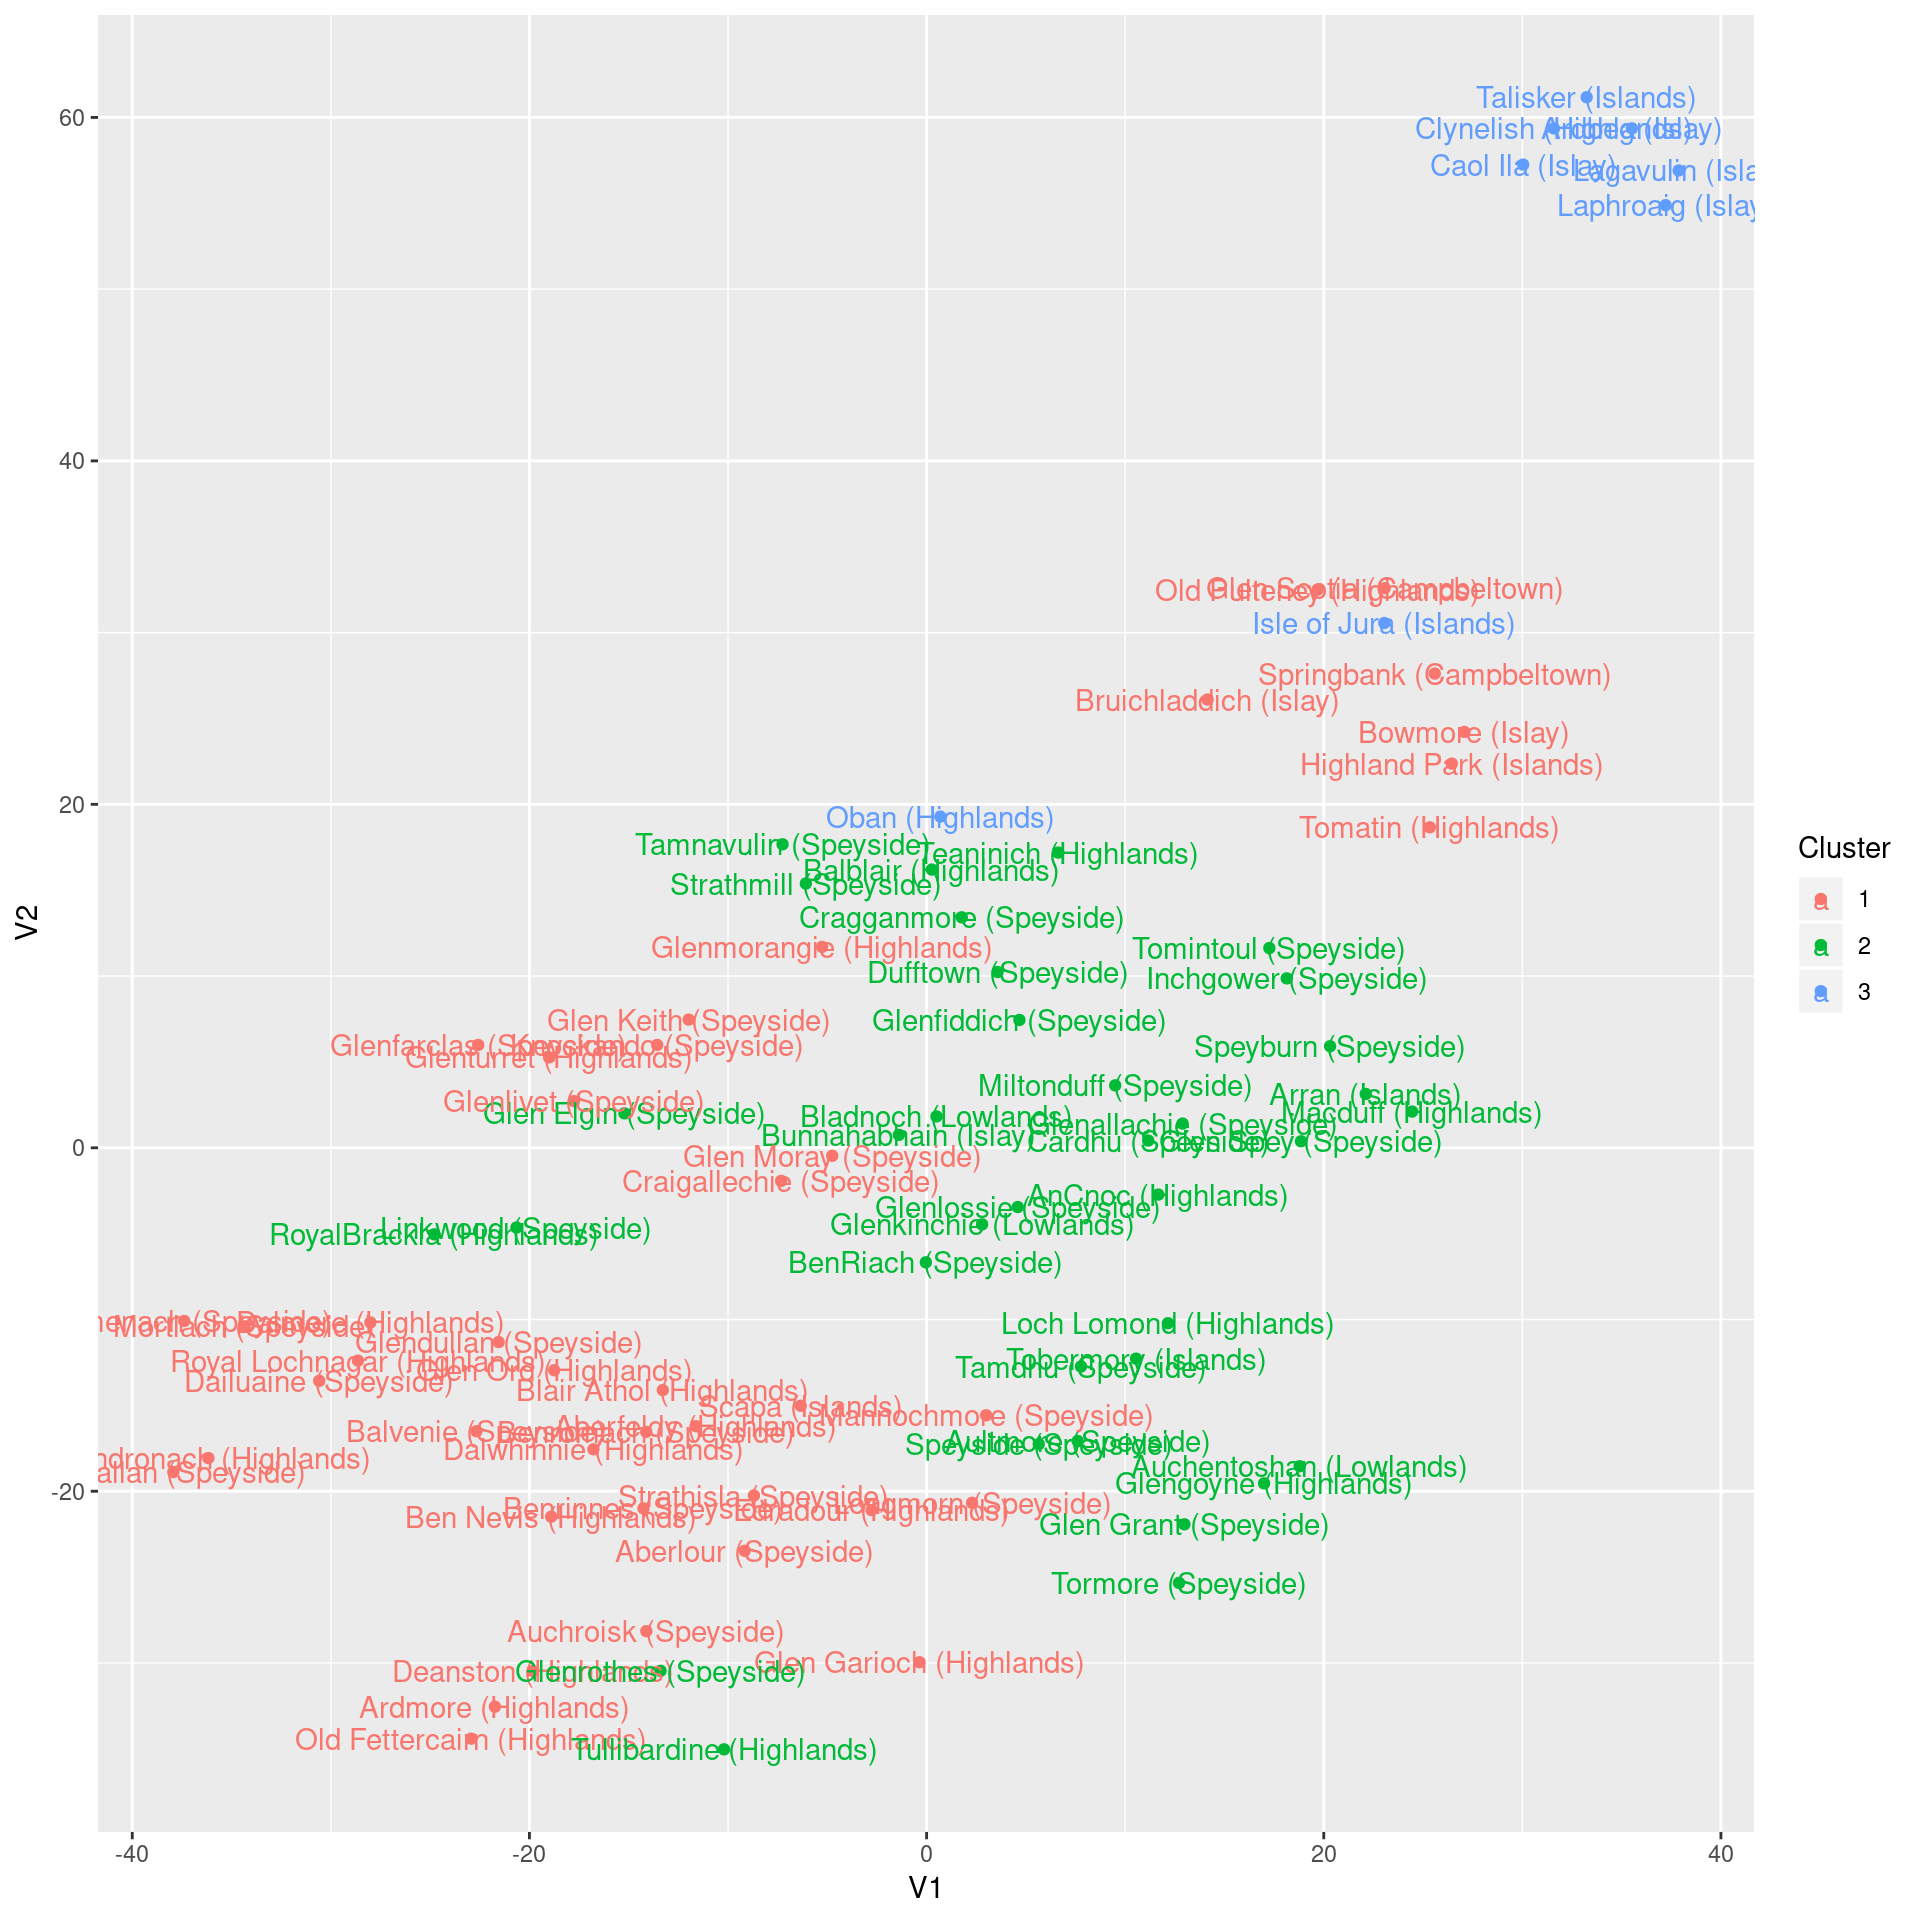 Talisker (Islands)
Clynelish (Highlands)
Ardbeg (Islay)
Caol Ila (Islay)
Lagavulin (Isla
Laphroaig (Islay
60
40
Old Pulteney (Highlands)
Glen Scotia (Campbeltown)
Isle of Jura (Islands)
Springbank (Campbeltown)
Bruichladdich (Islay)
Bowmore (Islay)
Highland Park (Islands)
20
Oban (Highlands)
Tomatin (Highlands)
Tamnavulin (Speyside)
Teaninich (Highlands)
Balblair (Highlands)
Strathmill (Speyside)
Cragganmore (Speyside)
Glenmorangie (Highlands)
Tomintoul (Speyside)
Dufftown (Speyside)
Inchgower (Speyside)
Glen Keith (Speyside)
Glenfiddich (Speyside)
Glenfarclas (Speyside)
Knockando (Speyside)
Glenturret (Highlands)
Speyburn (Speyside)
Miltonduff (Speyside)
Arran (Islands)
Glenlivet (Speyside)
Glen Elgin (Speyside)
Bladnoch (Lowlands)
Macduff (Highlands)
Glenallachie (Speyside)
Bunnahabhain (Islay)
Cardhu (Speyside)
Glen Spey (Speyside)
0
Glen Moray (Speyside)
Craigallechie (Speyside)
AnCnoc (Highlands)
Glenlossie (Speyside)
Glenkinchie (Lowlands)
Linkwood (Speyside)
RoyalBrackla (Highlands)
BenRiach (Speyside)
(Speyside)
Mortlach (Speyside)
(Highlands)
Loch Lomond (Highlands)
Glendullan (Speyside)
Royal Lochnagar (Highlands)
Glen Ord (Highlands)
Tobermory (Islands)
Tamdhu (Speyside)
Dailuaine (Speyside)
Blair Athol (Highlands)
Scapa (Islands)
Mannochmore (Speyside)
Balvenie (Speyside)
Benromach (Speyside)
Aberfeldy (Highlands)
Dalwhinnie (Highlands)
Speyside (Speyside)
Aultmore (Speyside)
ndronach (Highlands)
allan (Speyside)
Auchentoshan (Lowlands)
Glengoyne (Highlands)
-20
Strathisla (Speyside)
Benrinnes (Speyside)
Longmorn (Speyside)
Edradour (Highlands)
Ben Nevis (Highlands)
Glen Grant (Speyside)
Aberlour (Speyside)
Tormore (Speyside)
Auchroisk (Speyside)
Glen Garioch (Highlands)
Deanston (Highlands)
Glenrothes (Speyside)
Ardmore (Highlands)
Old Fettercairn (Highlands)
Tullibardine (Highlands)
-40
-20
0
20
40
V1
V2
Cluster
a 1
a 2
a 3